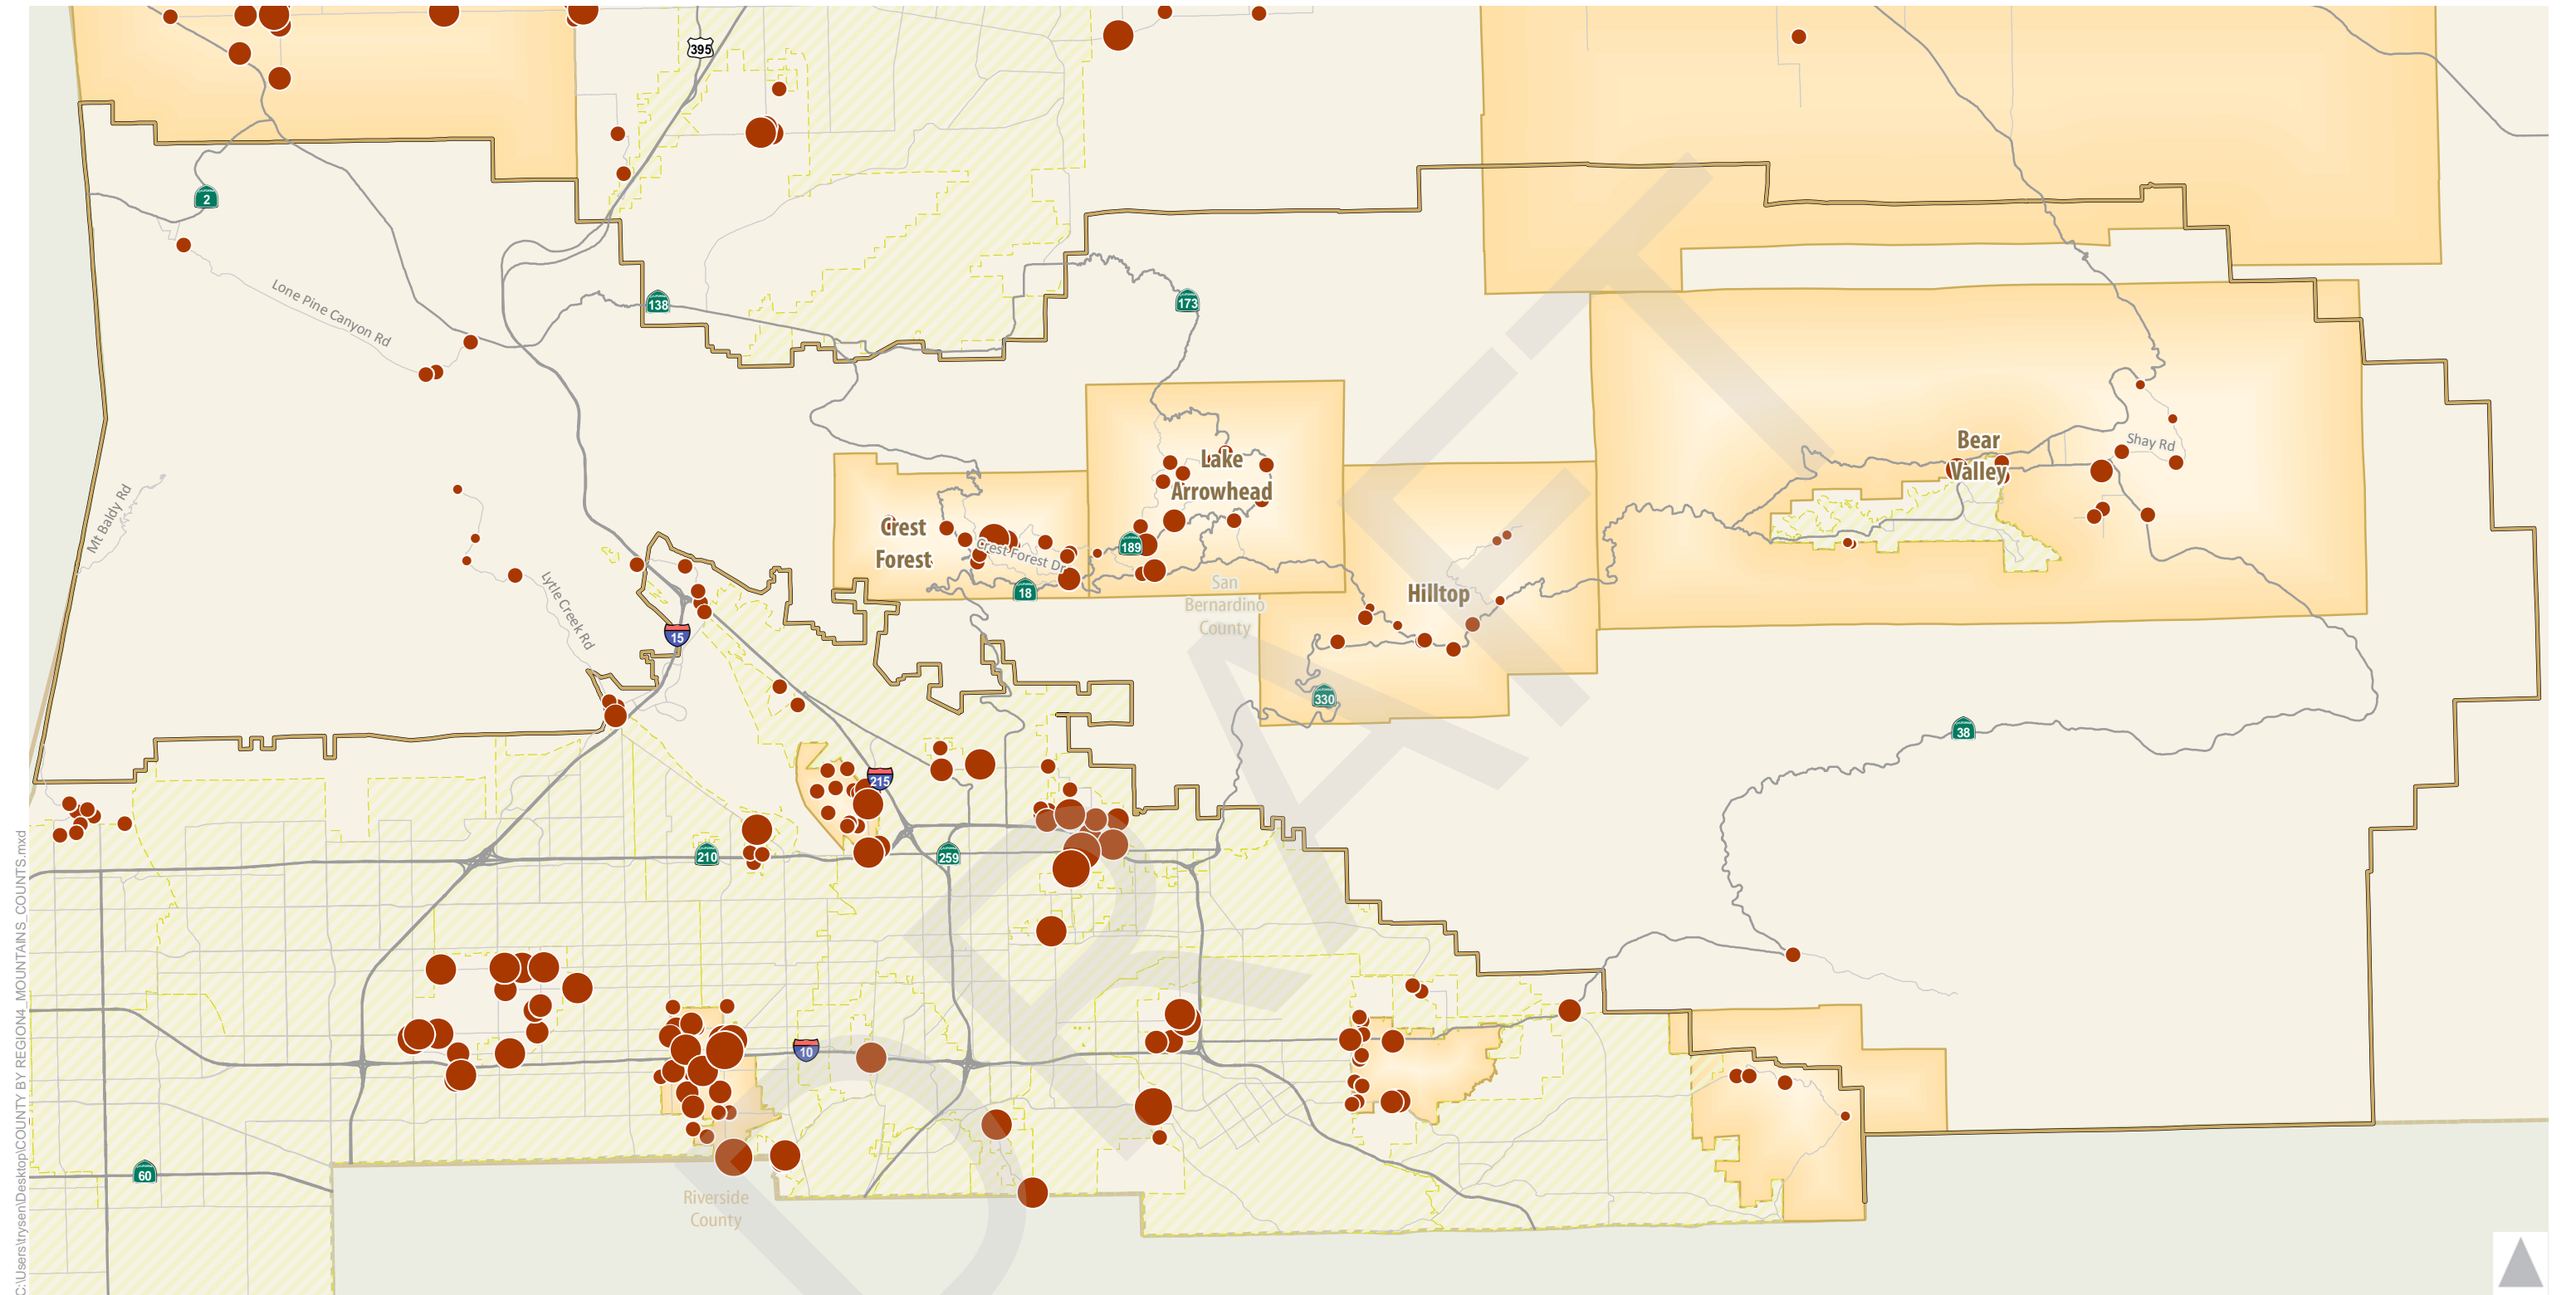 395
2
Lone Pine Canyon Rd
138
173
Mt Baldy Rd
Lake
Arrowhead
Bear
Valley
Shay Rd
Crest
Forest
Crest Forest Dr
189
18
San
Bernardino
County
Hilltop
Lytle Creek Rd
15
330
38
215
210
259
10
60
Riverside
County
DRAFT
C:\Users\trysen\Desktop\COUNTY BY REGION4_MOUNTAINS_COUNTS.mxd